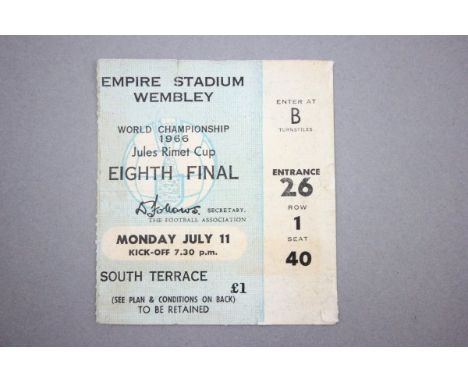 EMPIRE STADIUM
WEMBLEY
WORLD CHAMPIONSHIP
1966
Jules Rimet Cup
EIGHTH FINAL
D Follows. SECRETARY.
THE FOOTBALL ASSOCIATION
MONDAY JULY 11
KICK-OFF 7.30 p.m.
SOUTH TERRACE
£1
(SEE PLAN & CONDITIONS ON BACK)
TO BE RETAINED
ENTER AT
B
TURNSTILES
ENTRANCE
26
ROW
1
SEAT
40